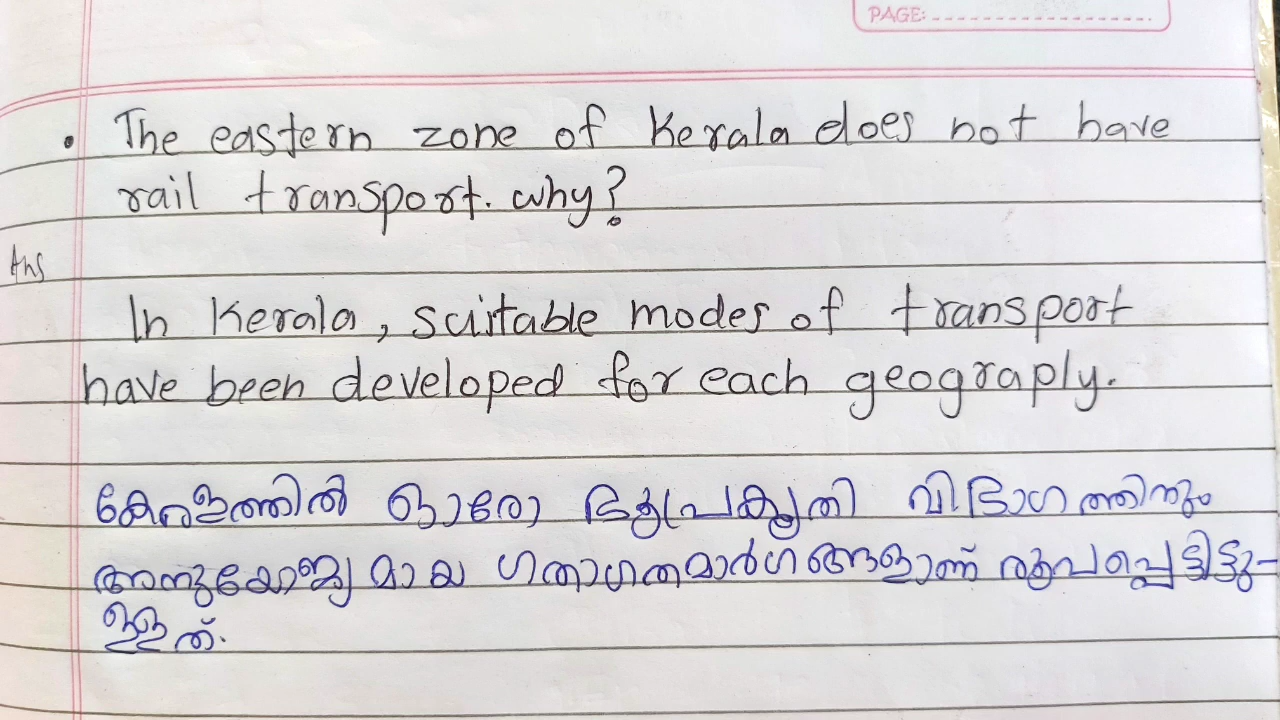 PAGE:
• The eastern zone of Kerala does not have
rail transport. why?
Ans
In Kerala, suitable modes of transport
have been developed for each geograply.
കേരളത്തിൽ ഓരോ ഭൂപ്രകൃതി വിഭാഗത്തിനും
അനുയോജ്യമായ ഗതാഗതമാർഗങ്ങളാണ് രൂപപ്പെട്ടിട്ടു-
ള്ളത്.